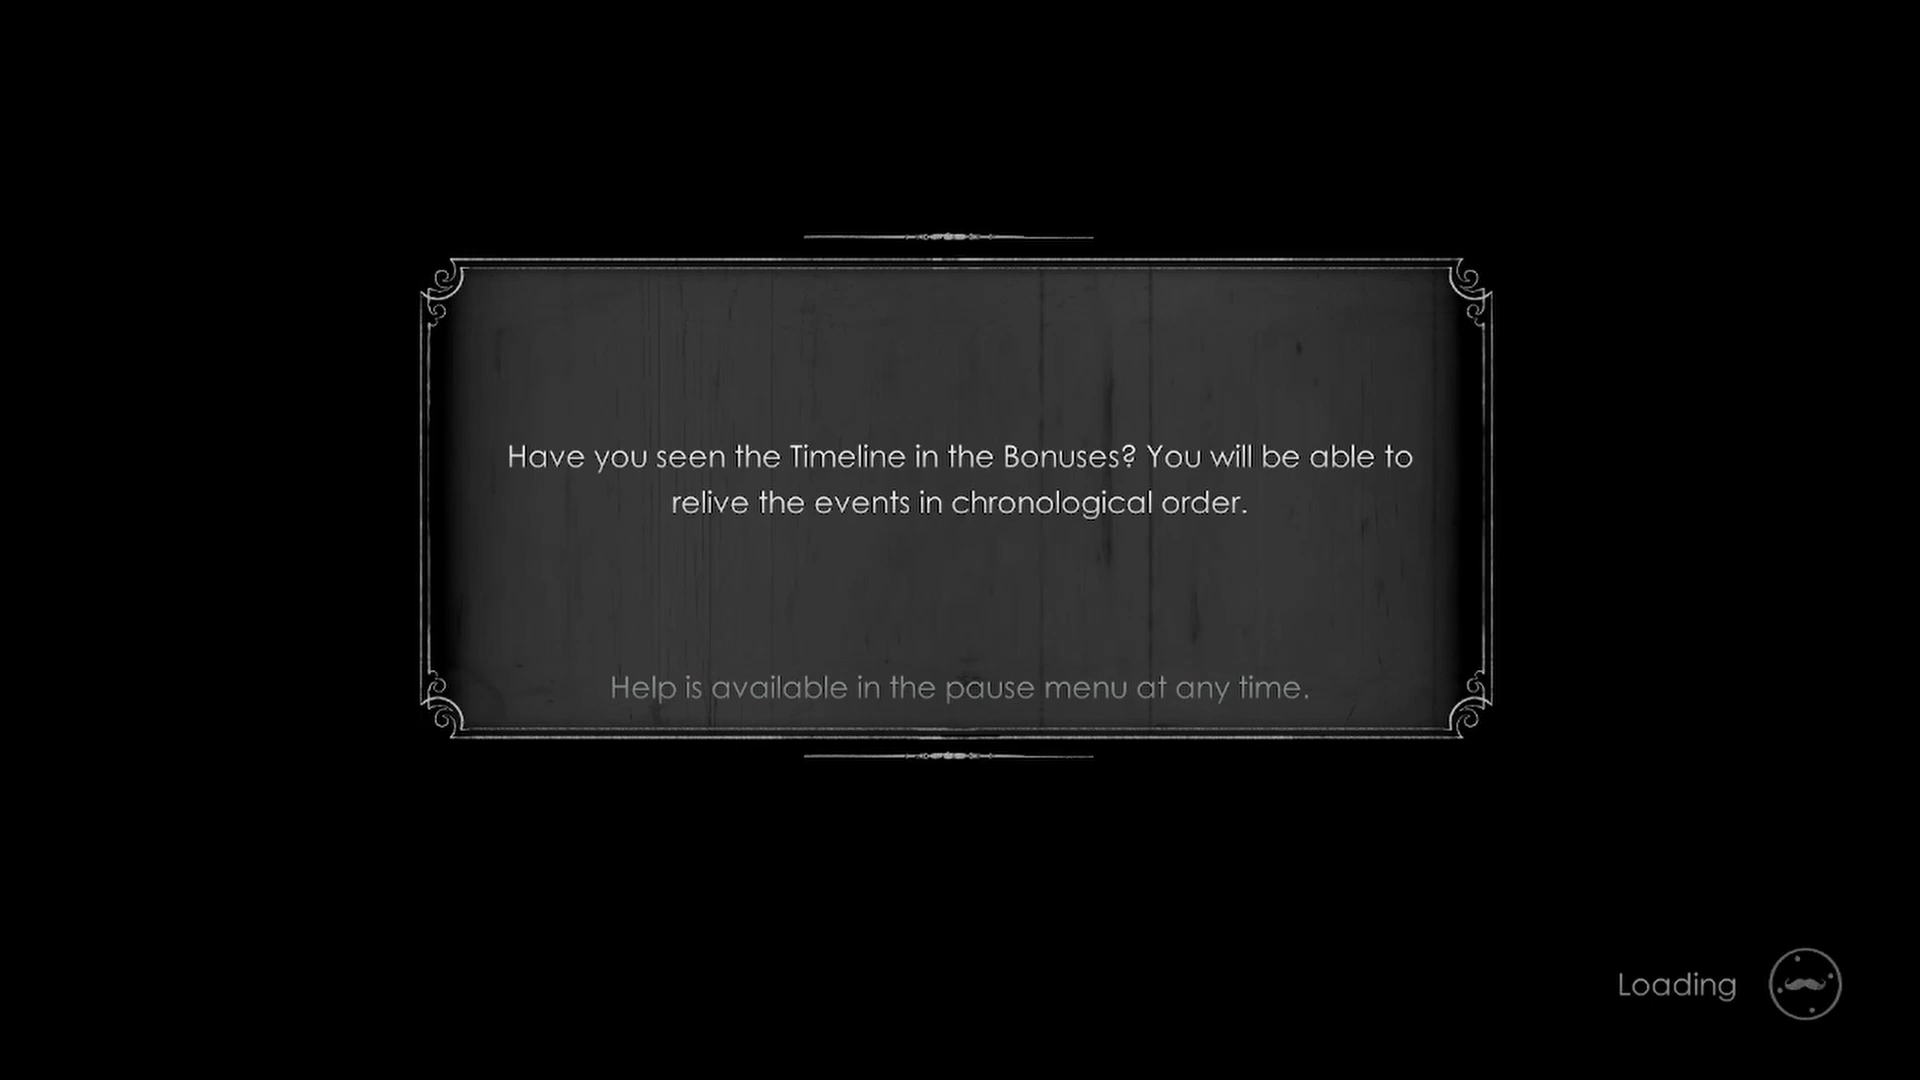 Have you seen the Timeline in the Bonuses? You will be able to
relive the events in chronological order.
Help is available in the pause menu at any time.
Loading